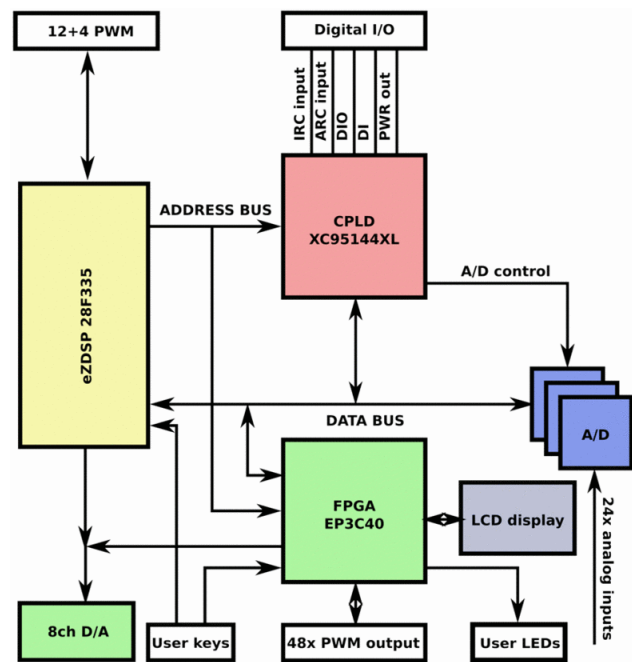 12+4 PWM
Digital I/O
IRC input
ARC input
DIO
DI
PWR out
ADDRESS BUS
CPLD
XC95144XL
A/D control
eZDSP 28F335
DATA BUS
A/D
FPGA
EP3C40
LCD display
24x analog inputs
8ch D/A
User keys
48x PWM output
User LEDs